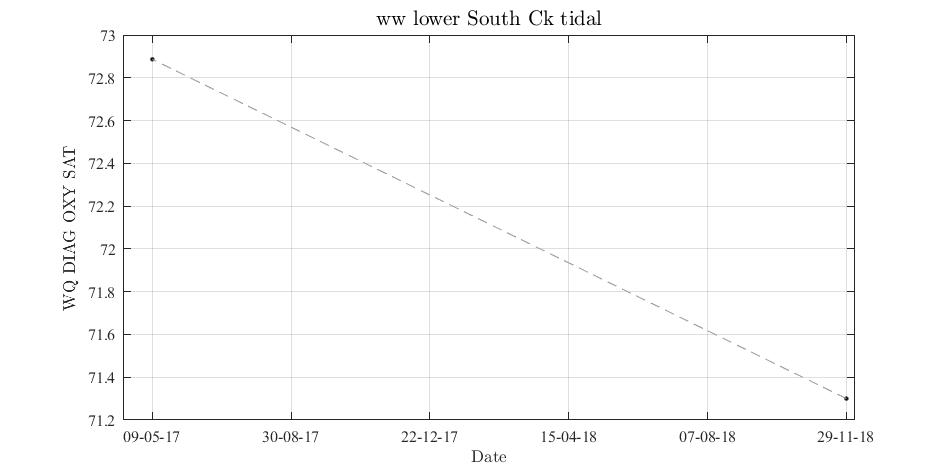 ww lower South Ck tidal
WQ DIAG OXY SAT
73
72.8
72.6
72.4
72.2
72
71.8
71.6
71.4
71.2
09-05-17 30-08-17 22-12-17 15-04-18 07-08-18 29-11-18
Date